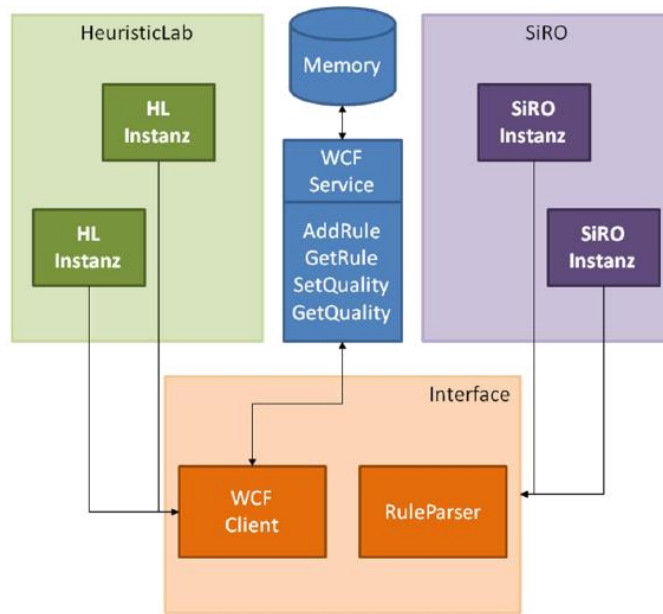 HeuristicLab
HL
Instanz
HL
Instanz
Memory
WCF
Service
AddRule
GetRule
SetQuality
GetQuality
SiRO
SiRO
Instanz
SiRO
Instanz
Interface
WCF
Client
RuleParser